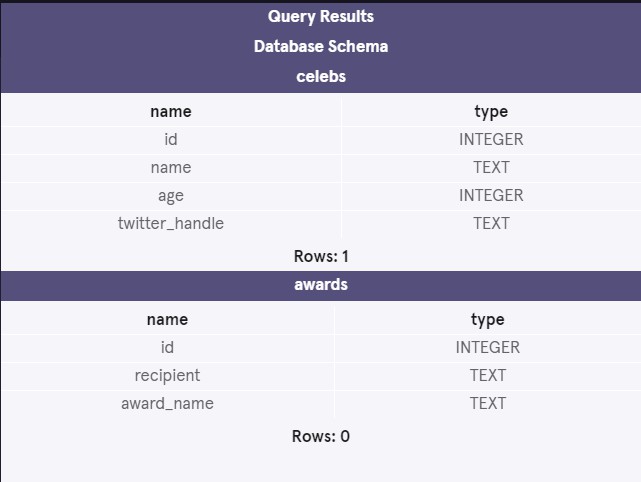 Query Results
Database Schema
celebs
name type
id INTEGER
name TEXT
age INTEGER
twitter_handle TEXT
Rows: 1
awards
name type
id INTEGER
recipient TEXT
award_name TEXT
Rows: 0